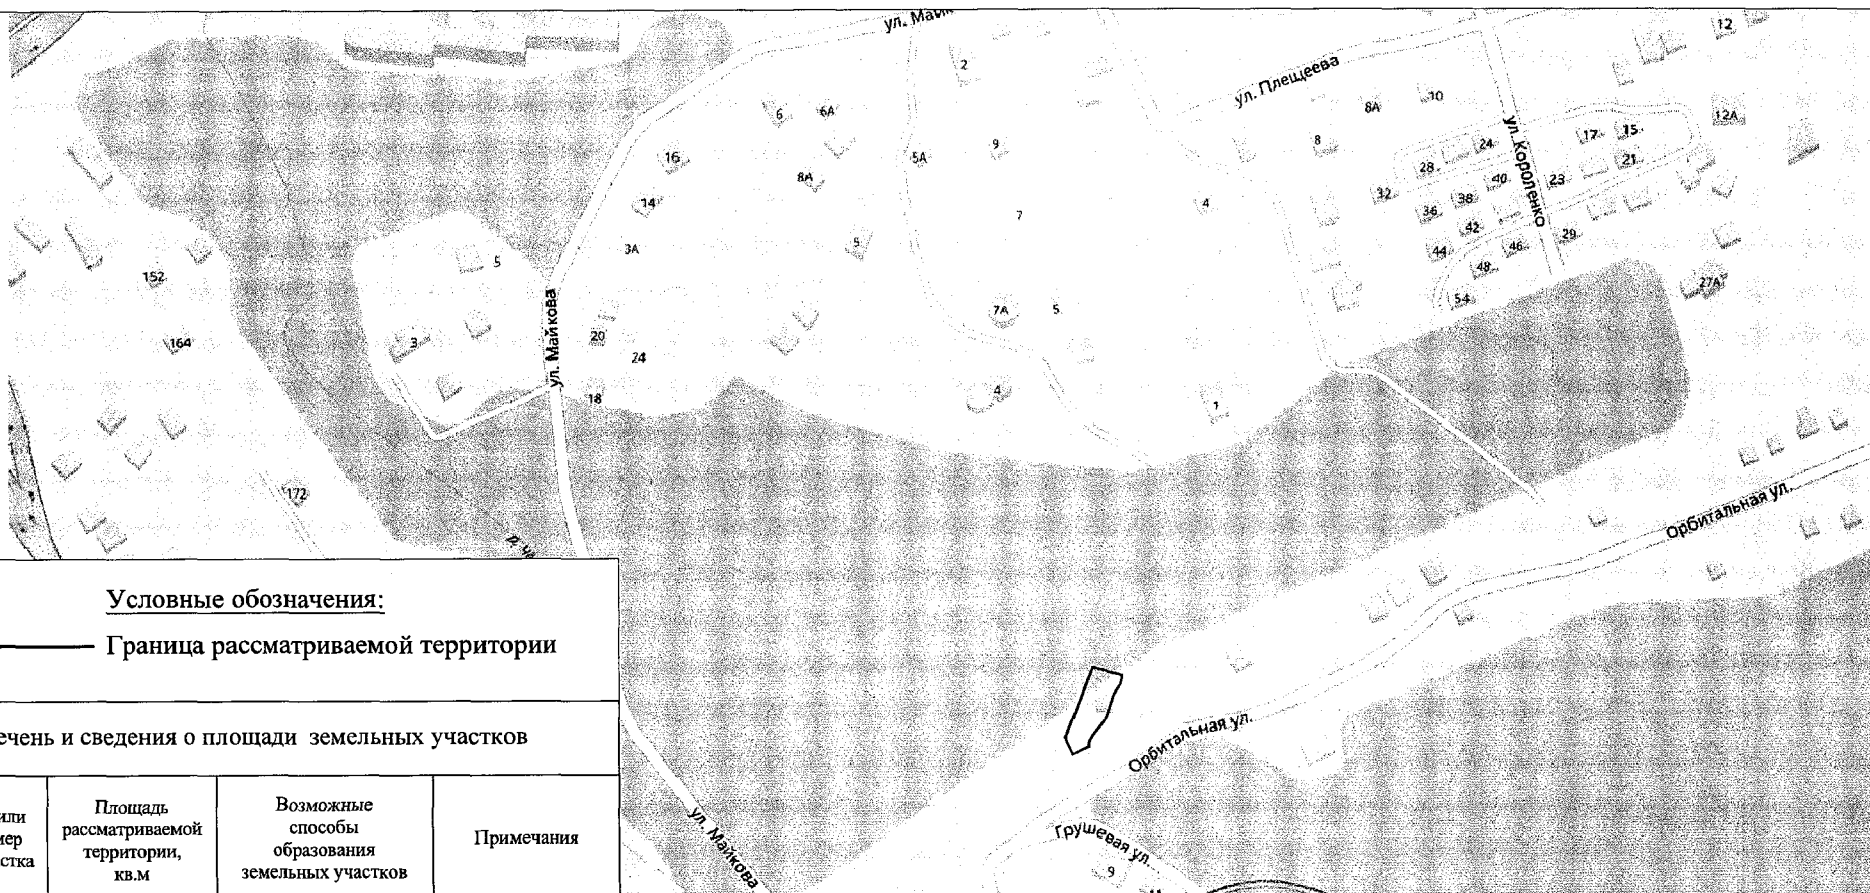 ул. Майк
12
2
ул. Плещеева
10
8А
6
6А
12А
8
ул. Короленко
17
15
24
9
16
5А
21
28
8А
40
23
32
38
14
4
36
7
42
29
3А
5
46
44
5
48
152
27А
54
ул. Майкова
7А
5
20
164
3
24
4
18
1
172
Орбитальная ул.
Условные обозначения:
Граница рассматриваемой территории
ечень и сведения о площади земельных участков
Орбитальная ул.
или
мер
стка
Площадь
рассматриваемой
территории,
кв.м
Возможные
способы
образования
земельных участков
Примечания
ул. Майкова
Грушевая ул.
9